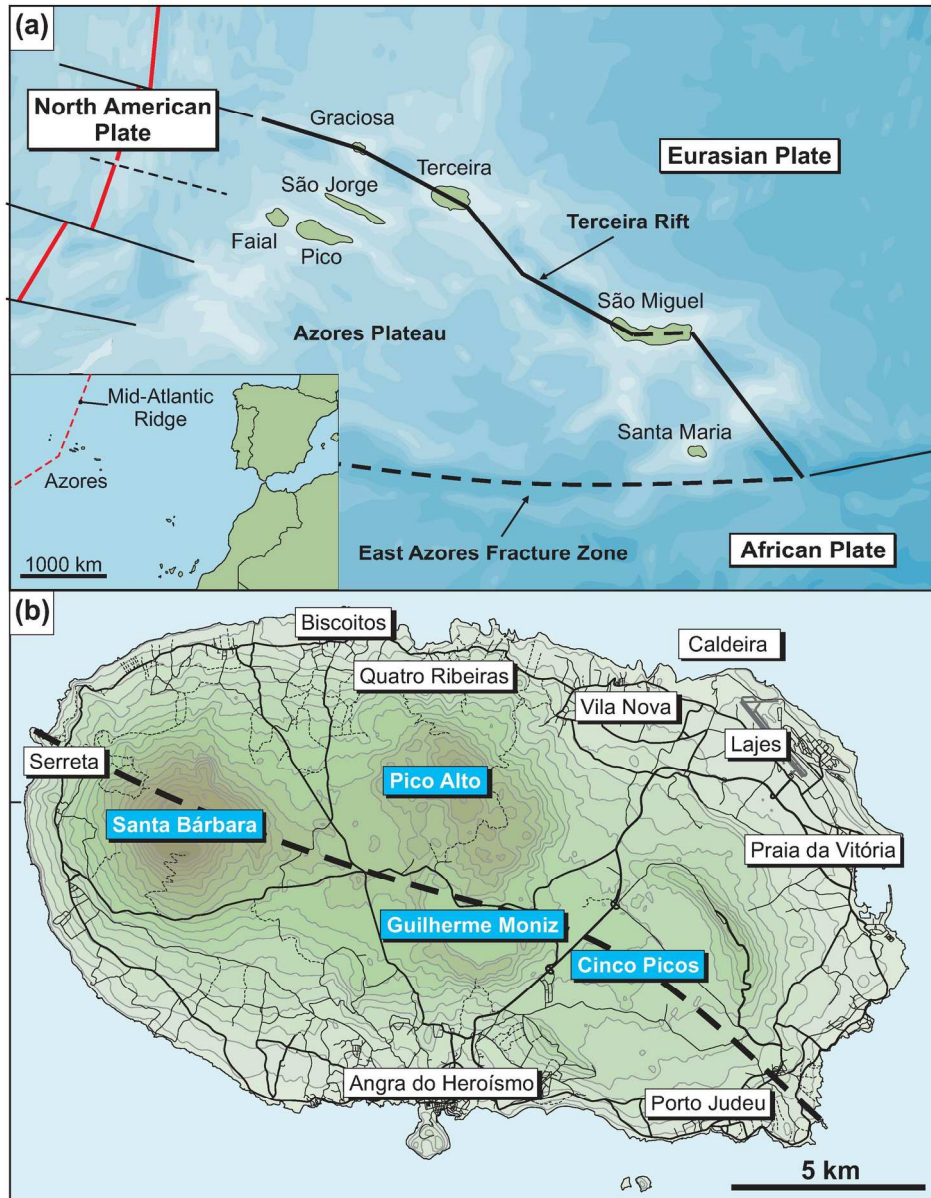 (a)
North American
Plate
Graciosa
Terceira
Eurasian Plate
São Jorge
Faial
Pico
Terceira Rift
São Miguel
Azores Plateau
Mid-Atlantic
Ridge
Azores
Santa Maria
East Azores Fracture Zone
African Plate
1000 km
(b)
Biscoitos
Caldeira
Quatro Ribeiras
Vila Nova
Lajes
Serreta
Pico Alto
Santa Bárbara
Praia da Vitória
Guilherme Moniz
Cinco Picos
Angra do Heroísmo
Porto Judeu
5 km